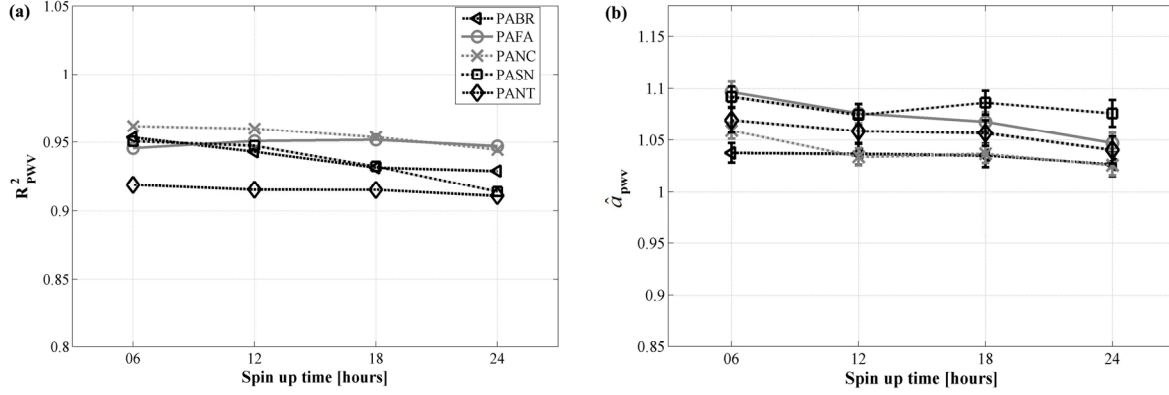 (a)
1.05
1
0.95
0.9
0.85
0.8
R²PWV
06 12 18 24
Spin up time [hours]
PABR
PAFA
PANC
PASN
PANT
(b)
1.15
1.1
1.05
1
0.95
0.9
0.85
âpwv
06 12 18 24
Spin up time [hours]